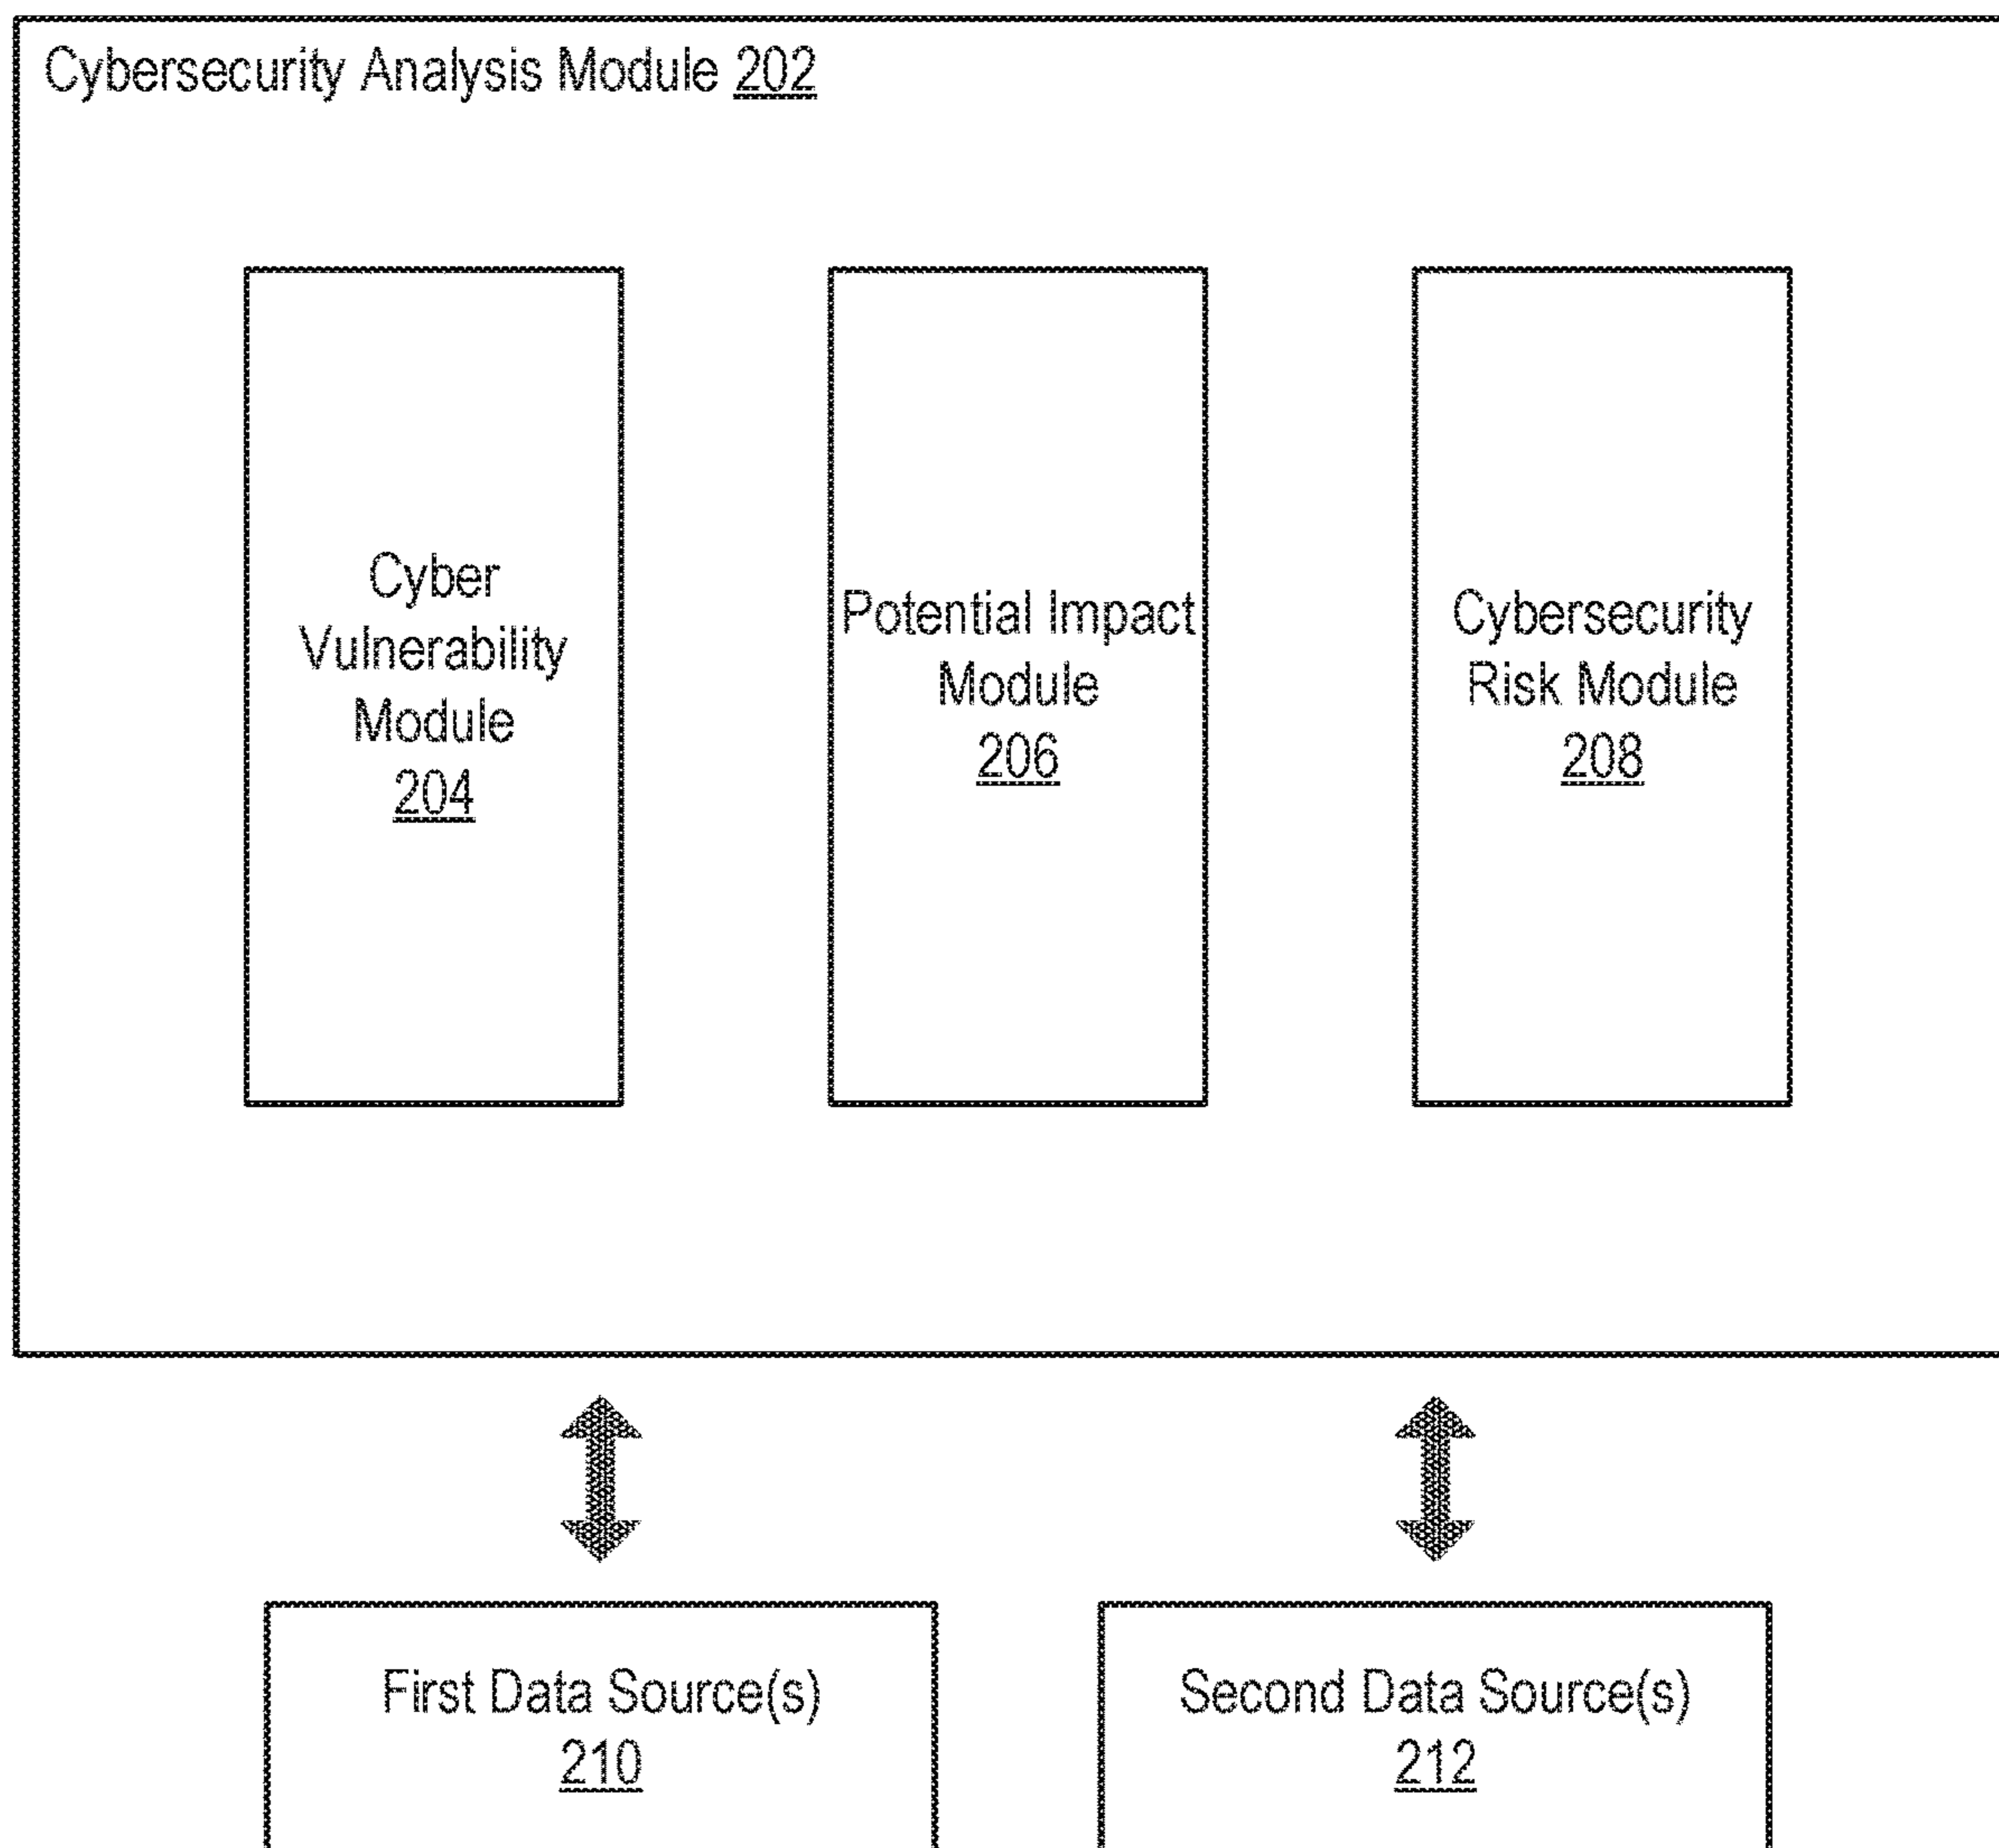 Cybersecurity Analysis Module 202
Cyber
Vulnerability
Module
204
Potential Impact
Module
206
Cybersecurity
Risk Module
208
First Data Source(s)
210
Second Data Source(s)
212